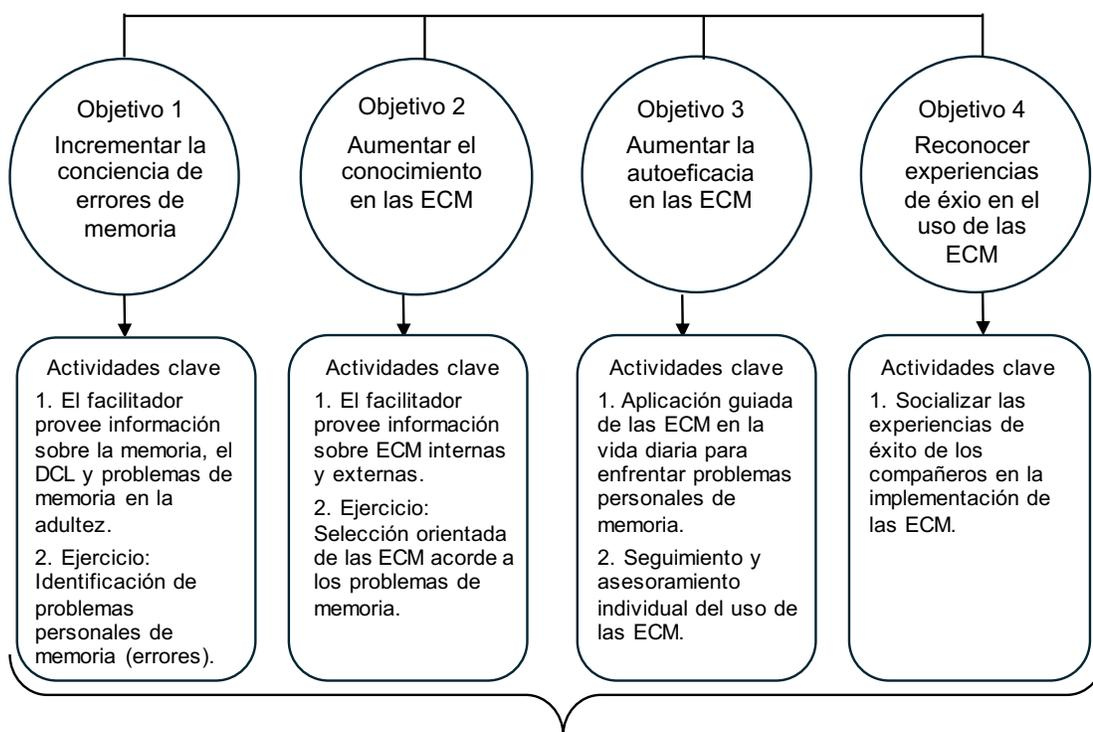 Objetivo 1
Incrementar la
conciencia de
errores de
memoria
Objetivo 2
Aumentar el
conocimiento
en las ECM
Objetivo 3
Aumentar la
autoeficacia
en las ECM
Objetivo 4
Reconocer
experiencias
de éxio en el
uso de las
ECM
Actividades clave
1. El facilitador
provee información
sobre la memoria, el
DCL y problemas de
memoria en la
adultez.
2. Ejercicio:
Identificación de
problemas
personales de
memoria (errores).
Actividades clave
1. El facilitador
provee información
sobre ECM internas
y externas.
2. Ejercicio:
Selección orientada
de las ECM acorde a
los problemas de
memoria.
Actividades clave
1. Aplicación guiada
de las ECM en la
vida diaria para
enfrentar problemas
personales de
memoria.
2. Seguimiento y
asesoramiento
individual del uso de
las ECM.
Actividades clave
1. Socializar las
experiencias de
éxito de los
compañeros en la
implementación de
las ECM.